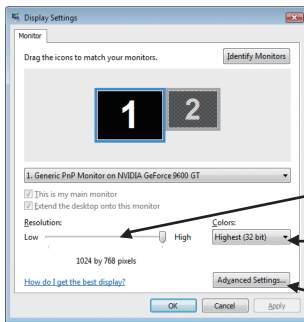 Display Settings
Monitor
Drag the icons to match your monitors.
Identify Monitors
1
2
1. Generic PnP Monitor on NVIDIA GeForce 9600 GT
This is my main monitor
Extend the desktop onto this monitor
Resolution:
Colors:
Low
High
Highest (32 bit)
1024 by 768 pixels
How do I get the best display?
Advanced Settings...
OK
Cancel
Apply